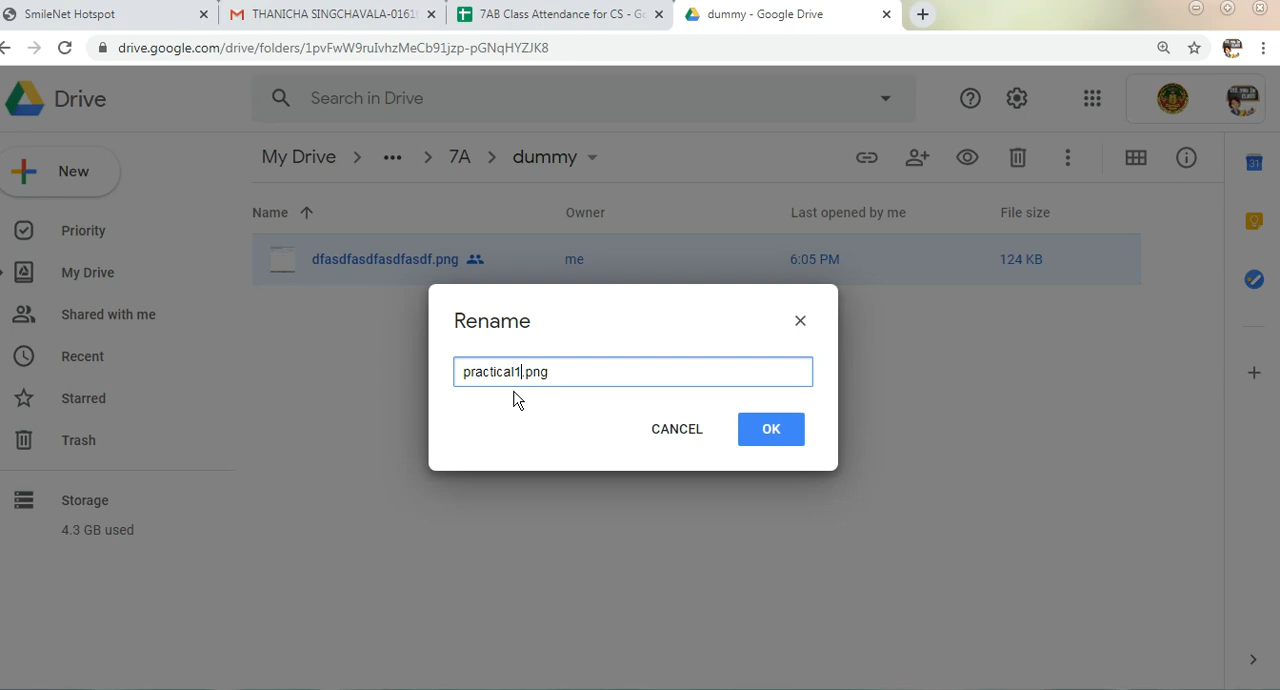 SmileNet Hotspot
THANICHA SINGCHAVALA-0161
7AB Class Attendance for CS - Go
dummy - Google Drive
drive.google.com/drive/folders/1pvFwW9ruIvhzMeCb91jzp-pGNqHYZJK8
Drive
Search in Drive
New
My Drive > ••• > 7A > dummy
31
Name
Owner
Last opened by me
File size
Priority
dfasdfasdfasdfasdf.png
me
6:05 PM
124 KB
My Drive
Shared with me
Rename
Recent
practical1.png
Starred
CANCEL
OK
Trash
Storage
4.3 GB used